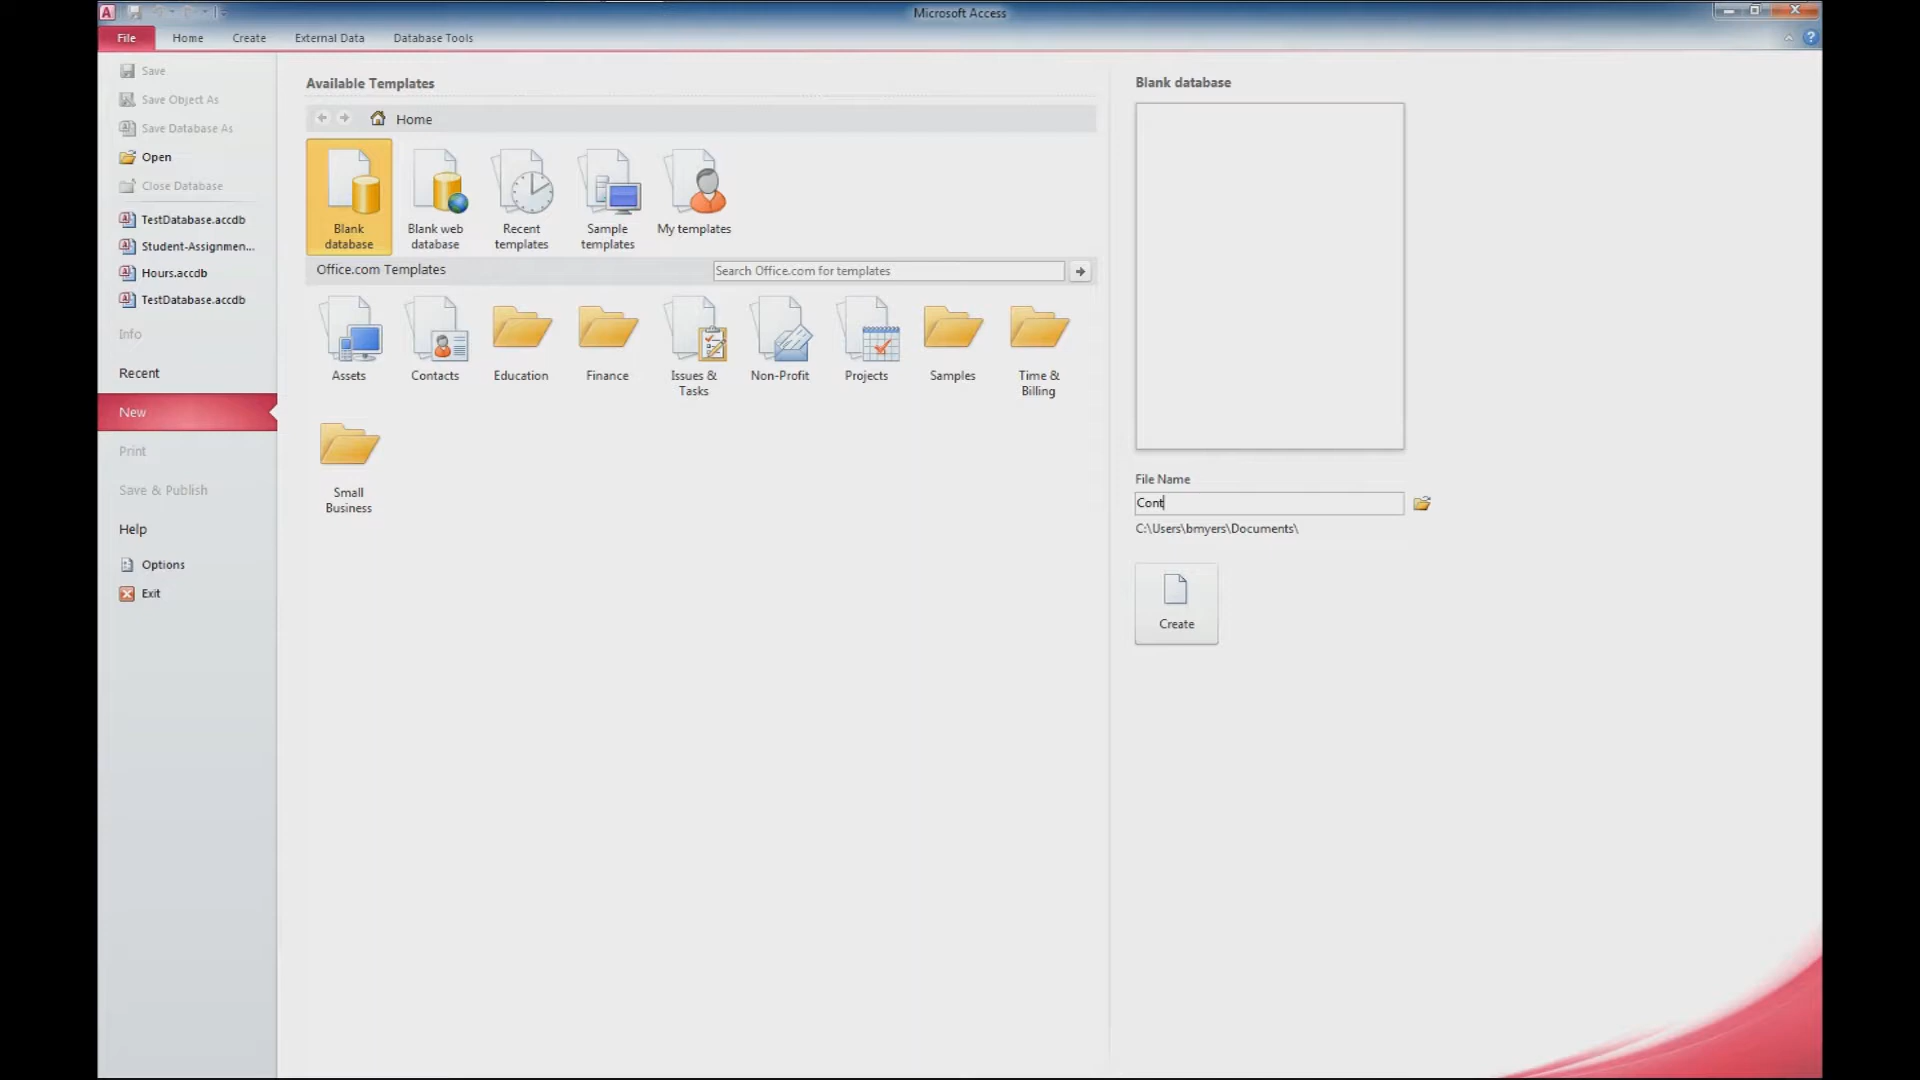 Microsoft Access
File Home Create External Data Database Tools
Save
Save Object As
Save Database As
Open
Close Database
TestDatabase.accdb
Student-Assignmen...
Hours.accdb
TestDatabase.accdb
Info
Recent
New
Print
Save & Publish
Help
Options
Exit
Available Templates
Home
Blank
database
Blank web
database
Recent
templates
Sample
templates
My templates
Office.com Templates
Search Office.com for templates
Assets
Contacts
Education
Finance
Issues &
Tasks
Non-Profit
Projects
Samples
Time &
Billing
Small
Business
Blank database
File Name
Cont
C:\Users\bmyers\Documents\
Create